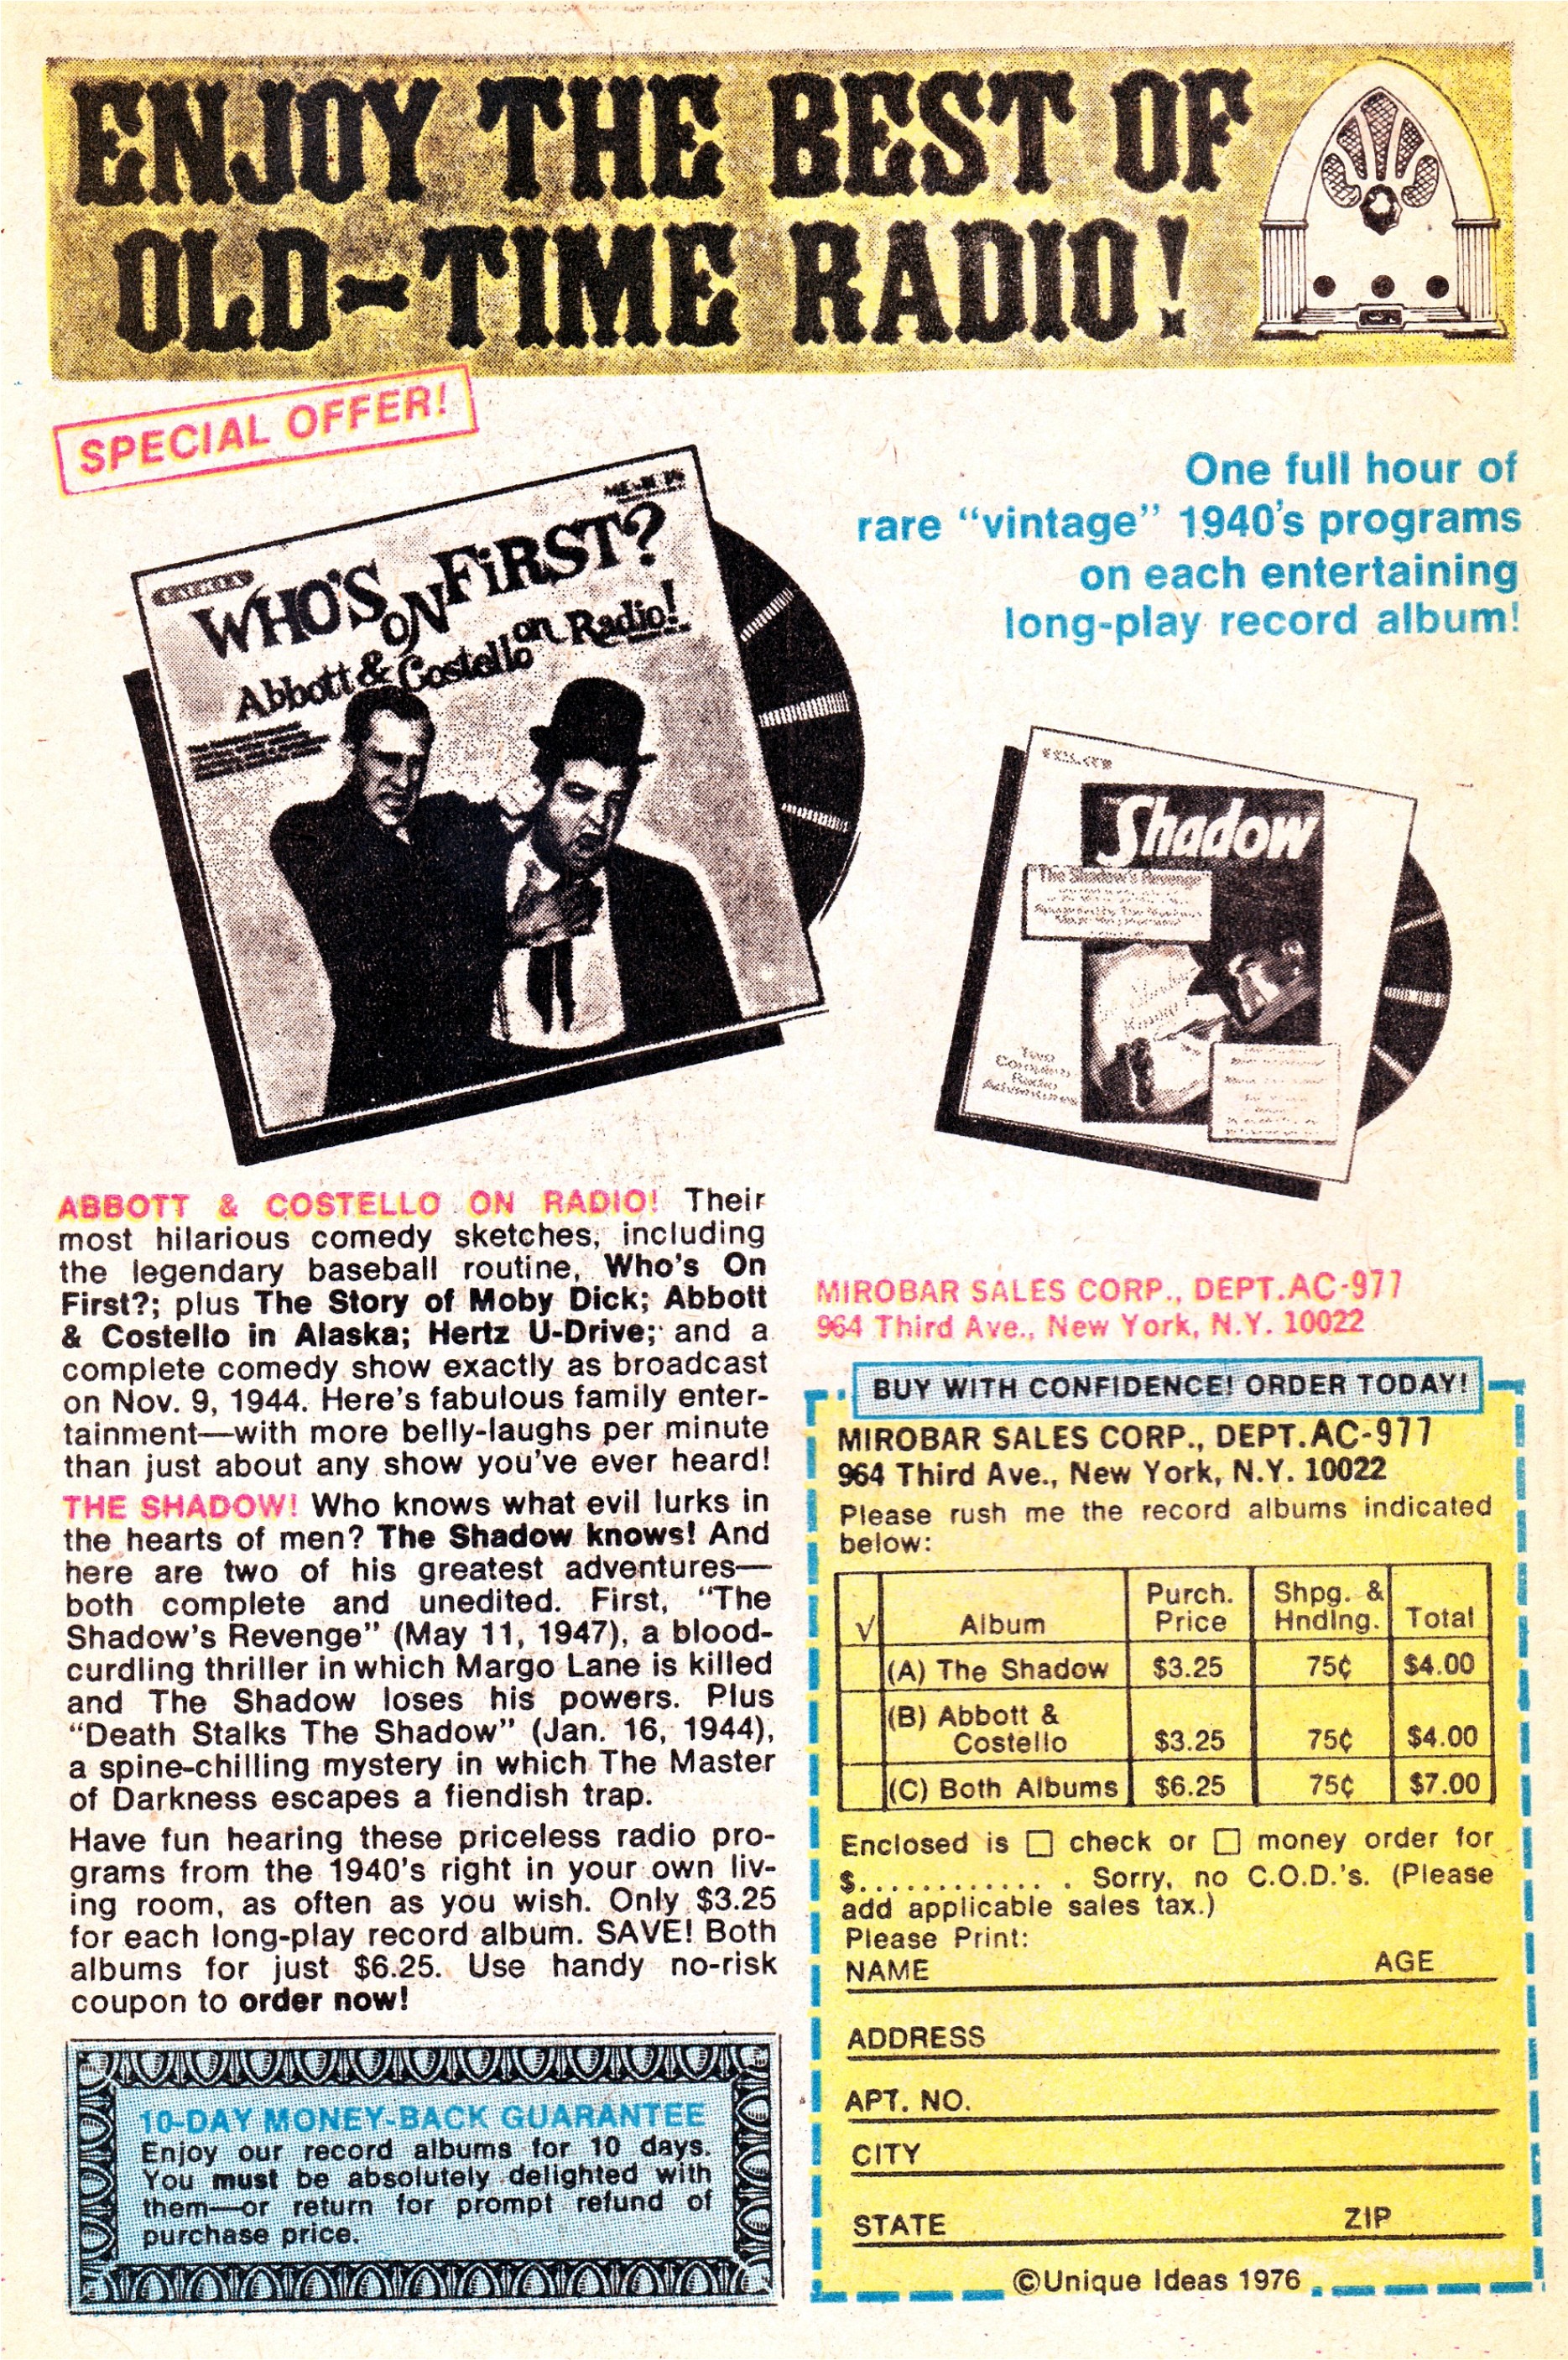 ENJOY THE BEST OF
OLD-TIME RADIO!
SPECIAL OFFER!
WHO'S ON FIRST?
Abbott & Costello on Radio!
One full hour of
rare “vintage” 1940's programs
on each entertaining
long-play record album!
The Shadow
"The Shadow's Revenge"
Two
Complete
Radio
Adventures
ABBOTT & COSTELLO ON RADIO! Their
most hilarious comedy sketches, including
the legendary baseball routine, Who's On
First?; plus The Story of Moby Dick; Abbott
& Costello in Alaska; Hertz U-Drive; and a
complete comedy show exactly as broadcast
on Nov. 9, 1944. Here's fabulous family enter-
tainment—with more belly-laughs per minute
than just about any show you've ever heard!
THE SHADOW! Who knows what evil lurks in
the hearts of men? The Shadow knows! And
here are two of his greatest adventures—
both complete and unedited. First, “The
Shadow's Revenge” (May 11, 1947), a blood-
curdling thriller in which Margo Lane is killed
and The Shadow loses his powers. Plus
“Death Stalks The Shadow” (Jan. 16, 1944),
a spine-chilling mystery in which The Master
of Darkness escapes a fiendish trap.
Have fun hearing these priceless radio pro-
grams from the 1940's right in your own liv-
ing room, as often as you wish. Only $3.25
for each long-play record album. SAVE! Both
albums for just $6.25. Use handy no-risk
coupon to order now!
10-DAY MONEY-BACK GUARANTEE
Enjoy our record albums for 10 days.
You must be absolutely delighted with
them—or return for prompt refund of
purchase price.
MIROBAR SALES CORP., DEPT.AC-977
964 Third Ave., New York, N.Y. 10022
BUY WITH CONFIDENCE! ORDER TODAY!
MIROBAR SALES CORP., DEPT.AC-977
964 Third Ave., New York, N.Y. 10022
Please rush me the record albums indicated
below:
√ Album Purch. Price Shpg. & Hndlng. Total
(A) The Shadow $3.25 75¢ $4.00
(B) Abbott & Costello $3.25 75¢ $4.00
(C) Both Albums $6.25 75¢ $7.00
Enclosed is □ check or □ money order for
$............. Sorry, no C.O.D.'s. (Please
add applicable sales tax.)
Please Print:
NAME AGE
ADDRESS
APT. NO.
CITY
STATE ZIP
©Unique Ideas 1976